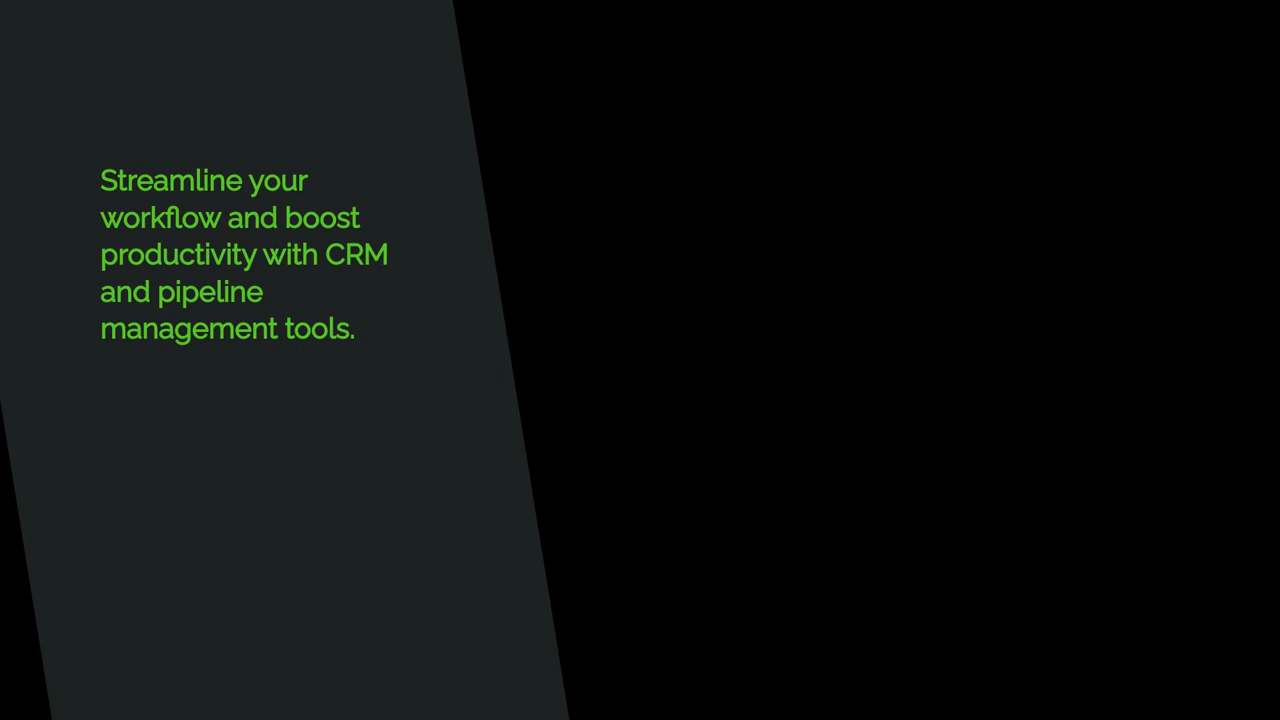 Streamline your
workflow and boost
productivity with CRM
and pipeline
management tools.